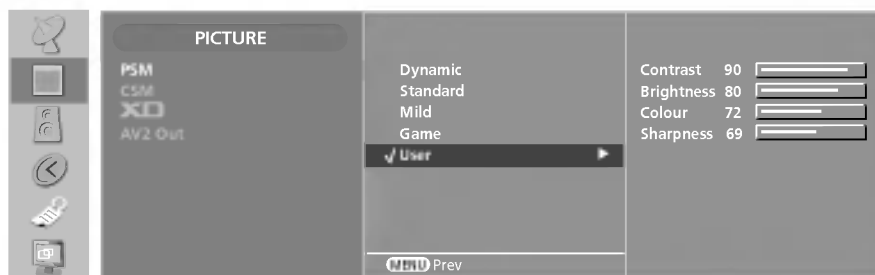 PICTURE
PSM
CSM
XD
AV2 Out
Dynamic
Standard
Mild
Game
√ User
Contrast 90
Brightness 80
Colour 72
Sharpness 69
MENU Prev